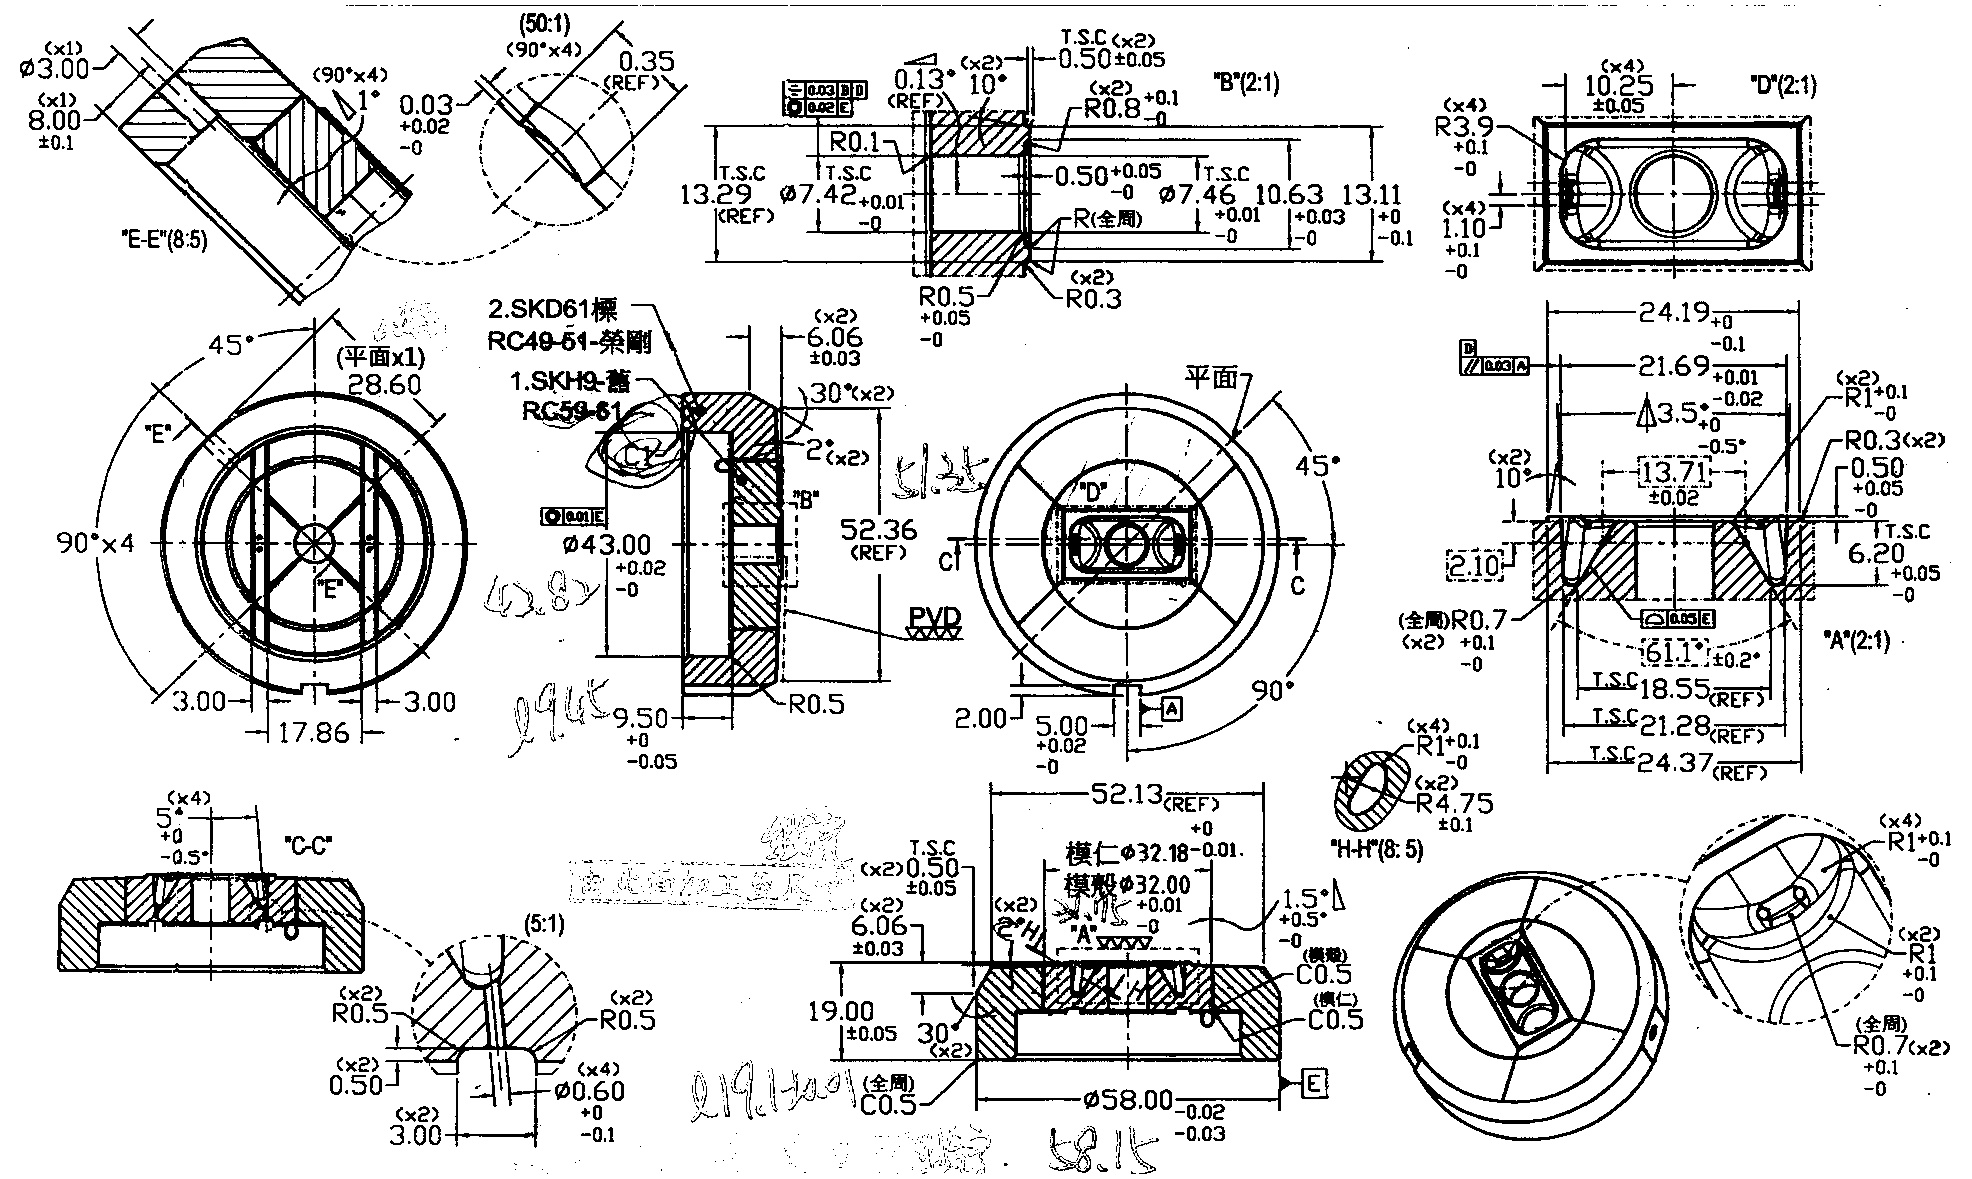 (x1)
Ø3.00
(x1)
8.00
±0.1
(90°x4)
1°
"E-E"(8:5)
(50:1)
(90°x4)
0.35
(REF)
0.03
+0.02
-0
0.03 B D
0.02 E
0.13°
(REF)
(x2)
10°
T.S.C (x2)
0.50±0.05
(x2)
R0.8+0.1
-0
"B"(2:1)
R0.1
T.S.C
13.29
(REF)
T.S.C
Ø7.42+0.01
-0
0.50+0.05
-0
T.S.C
Ø7.46
+0.01
-0
10.63
+0.03
-0
13.11
+0
-0.1
R(全周)
R0.5
+0.05
-0
(x2)
R0.3
(x4)
10.25
±0.05
"D"(2:1)
(x4)
R3.9
+0.1
-0
(x4)
1.10
+0.1
-0
45°
(平面x1)
28.60
"E"
90°x4
"E"
3.00
17.86
3.00
2.SKD61標
RC49-51-榮剛
1.SKH9-舊
RC59-61
C1
(x2)
6.06
±0.03
30°(x2)
2°(x2)
"B"
0.01 E
Ø43.00
+0.02
-0
52.36
(REF)
51.25
43.82
PVD
R0.5
9.50
+0
-0.05
平面
45°
"D"
C
C
90°
2.00
5.00
+0.02
-0
A
24.19+0
-0.1
D
// 0.03 A
21.69+0.01
-0.02
3.5°+0
-0.5°
(x2)
R1+0.1
-0
R0.3(x2)
(x2)
10°
13.71
±0.02
0.50
+0.05
-0
T.S.C
6.20
+0.05
-0
2.10
(全周)R0.7
(x2) +0.1
-0
0.05 E
61.1° ±0.2°
"A"(2:1)
T.S.C 18.55(REF)
T.S.C 21.28(REF)
T.S.C 24.37(REF)
(x4)
R1+0.1
-0
(x2)
R4.75
±0.1
"H-H"(8:5)
(x4)
5°
+0
-0.5°
"C-C"
(5:1)
(x2)
R0.5
(x2)
R0.5
(x2)
0.50
(x4)
Ø0.60
+0
-0.1
(x2)
3.00
52.13(REF)
模仁Ø32.18+0
-0.01
模殼Ø32.00
+0.01
-0
T.S.C
(x2)0.50
±0.05
(x2)
6.06
±0.03
(x2)
2°
H
"A"
1.5°
+0.5°
-0
(模殼)
C0.5
(模仁)
C0.5
19.00
±0.05
30°
(x2)
(全周)
C0.5
Ø58.00-0.02
-0.03
E
58.15
(x4)
R1+0.1
-0
(x2)
R1
+0.1
-0
(全周)
R0.7(x2)
+0.1
-0